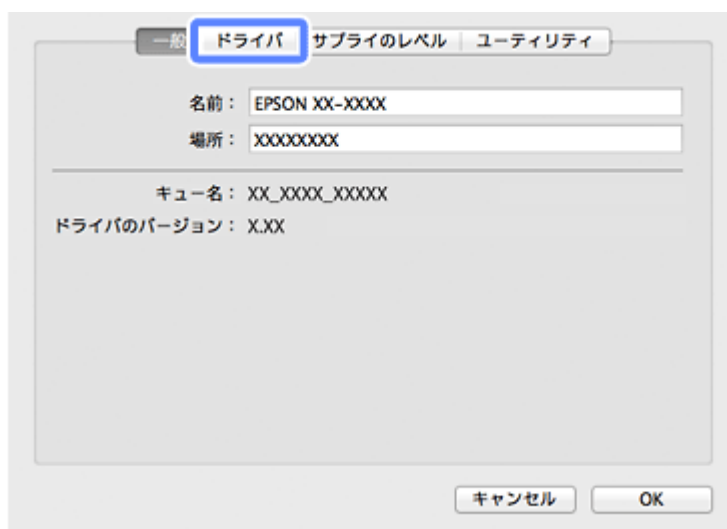 一般 ドライバ サプライのレベル ユーティリティ
名前： EPSON XX-XXXX
場所： XXXXXXXX
キュー名： XX_XXXX_XXXXX
ドライバのバージョン： X.XX
キャンセル OK